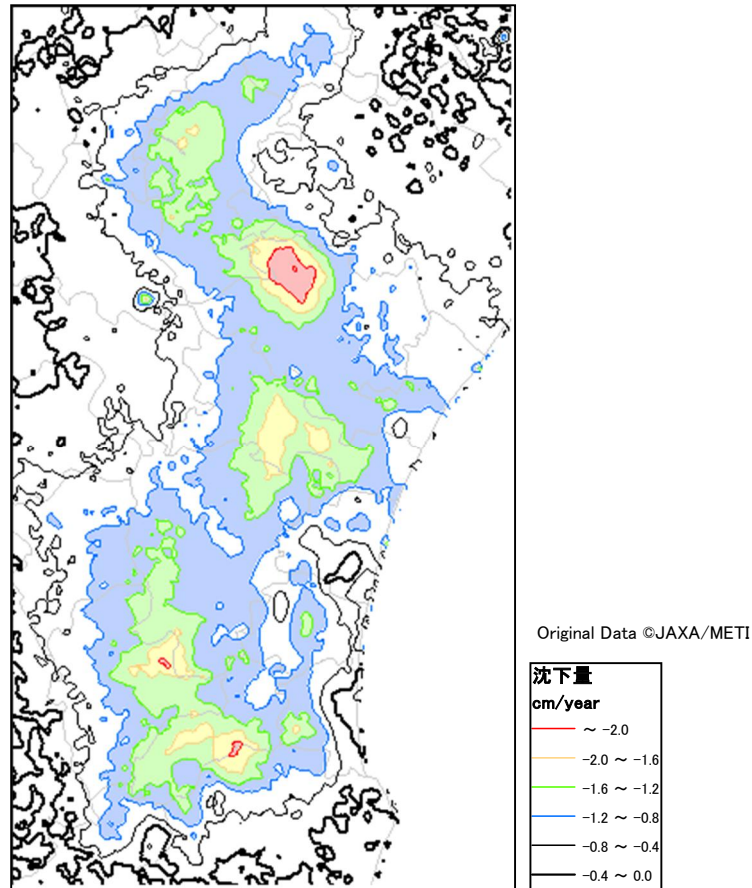 Original Data ©JAXA/METI
沈下量
cm/year
～ -2.0
-2.0 ～ -1.6
-1.6 ～ -1.2
-1.2 ～ -0.8
-0.8 ～ -0.4
-0.4 ～ 0.0